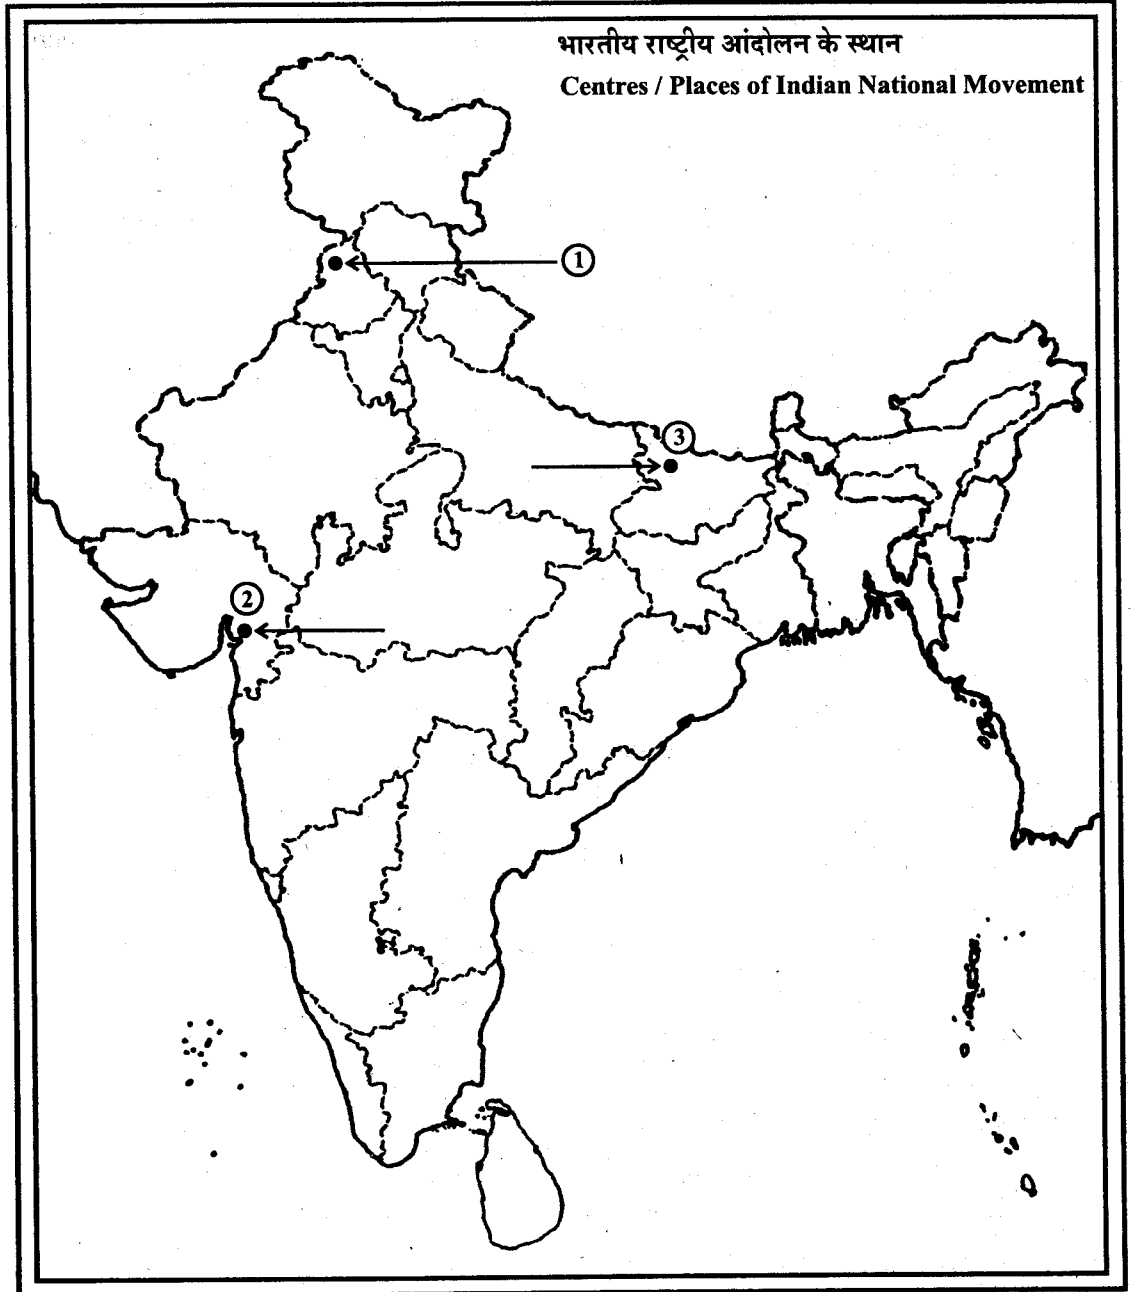 भारतीय राष्ट्रीय आंदोलन के स्थान
Centres / Places of Indian National Movement
1
3
2